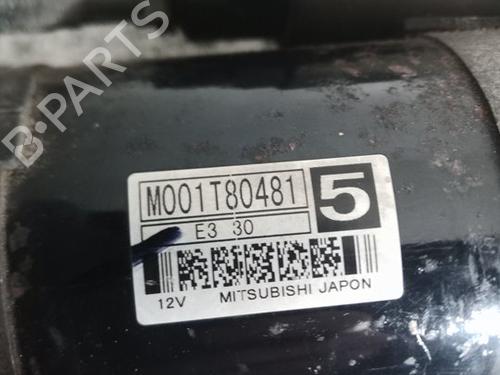 B-PARTS
M001T80481 5
E3 30
12V MITSUBISHI JAPON